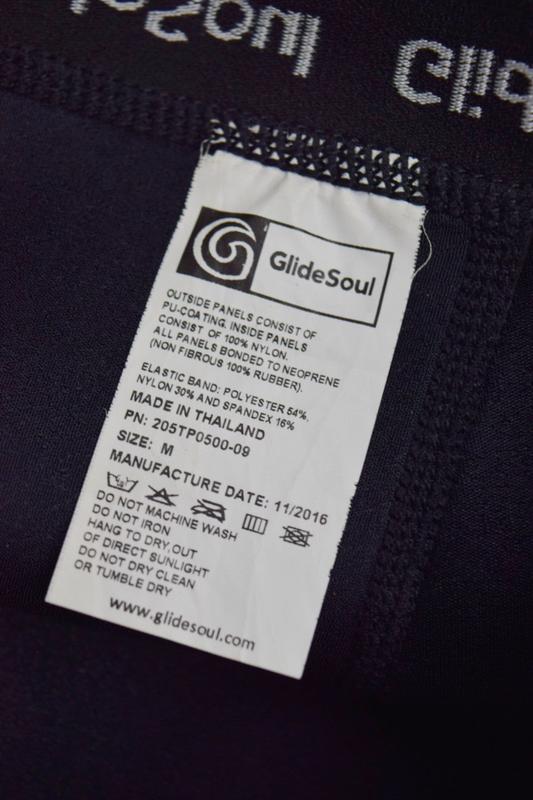 GlideSoul
GlideSoul
OUTSIDE PANELS CONSIST OF
PU-COATING. INSIDE PANELS
CONSIST OF 100% NYLON.
ALL PANELS BONDED TO NEOPRENE
(NON FIBROUS 100% RUBBER).
ELASTIC BAND: POLYESTER 54%,
NYLON 30% AND SPANDEX 16%
MADE IN THAILAND
PN: 205TP0500-09
SIZE: M
MANUFACTURE DATE: 11/2016
DO NOT MACHINE WASH
DO NOT IRON
HANG TO DRY,OUT
OF DIRECT SUNLIGHT
DO NOT DRY CLEAN
OR TUMBLE DRY
www.glidesoul.com